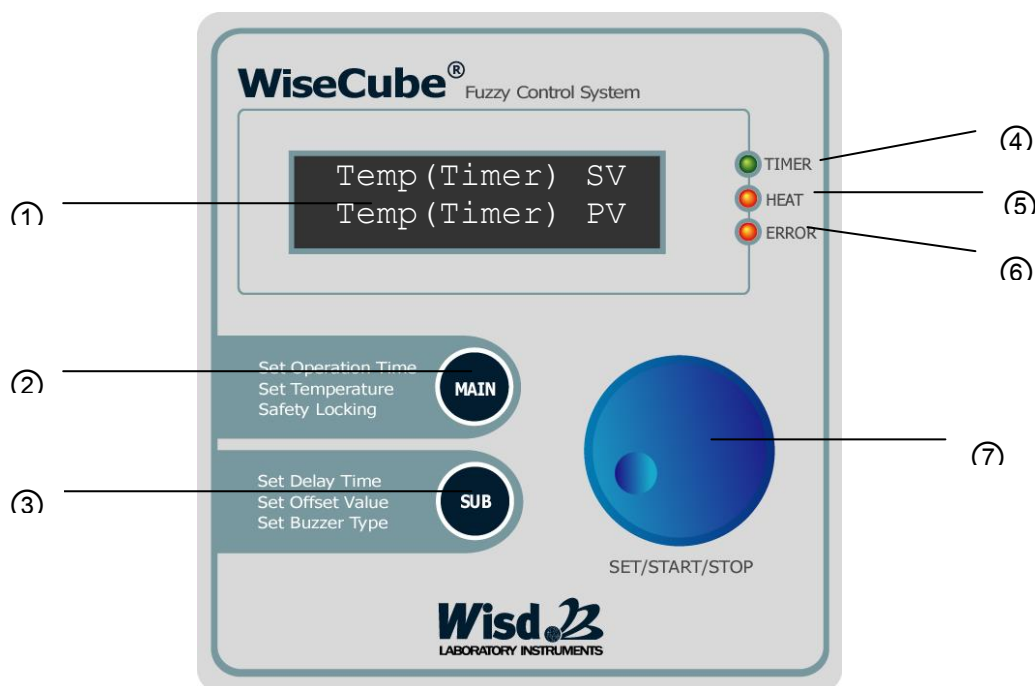 WiseCube® Fuzzy Control System
Temp(Timer) SV
Temp(Timer) PV
④
TIMER
①
HEAT
⑤
ERROR
⑥
②
Set Operation Time
Set Temperature
Safety Locking
MAIN
⑦
③
Set Delay Time
Set Offset Value
Set Buzzer Type
SUB
SET/START/STOP
Wisd
LABORATORY INSTRUMENTS